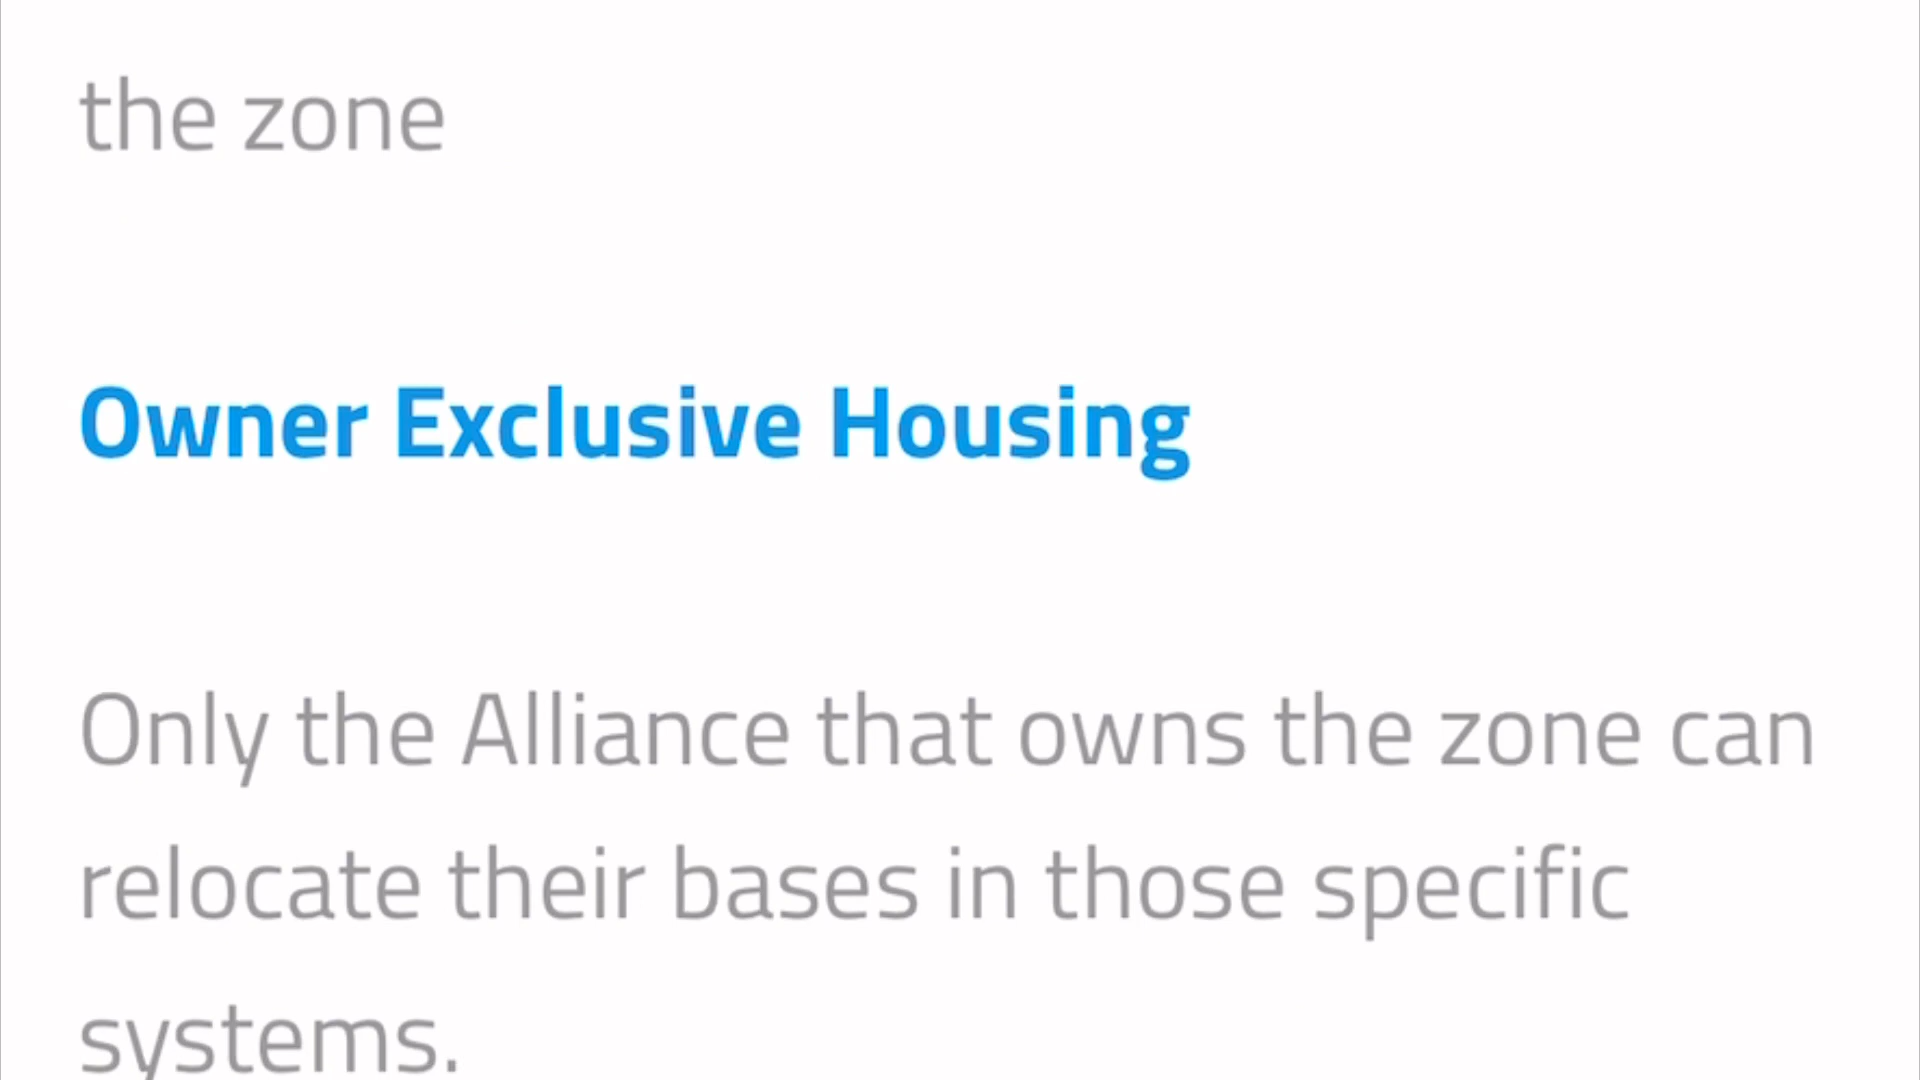 the zone
Owner Exclusive Housing
Only the Alliance that owns the zone can
relocate their bases in those specific
systems.